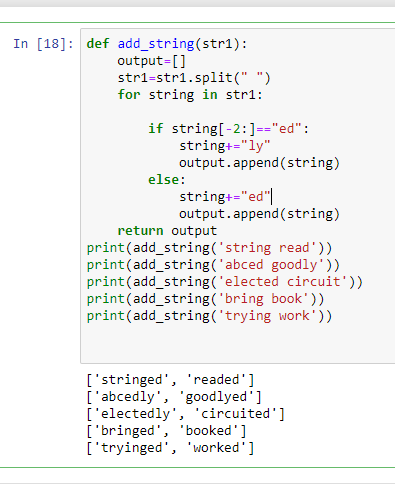 In [18]: def add_string(str1):
    output=[]
    str1=str1.split(" ")
    for string in str1:
        if string[-2:]=="ed":
            string+="ly"
            output.append(string)
        else:
            string+="ed"
            output.append(string)
    return output
print(add_string('string read'))
print(add_string('abced goodly'))
print(add_string('elected circuit'))
print(add_string('bring book'))
print(add_string('trying work'))
['stringed', 'readed']
['abcedly', 'goodlyed']
['electedly', 'circuited']
['bringed', 'booked']
['tryinged', 'worked']